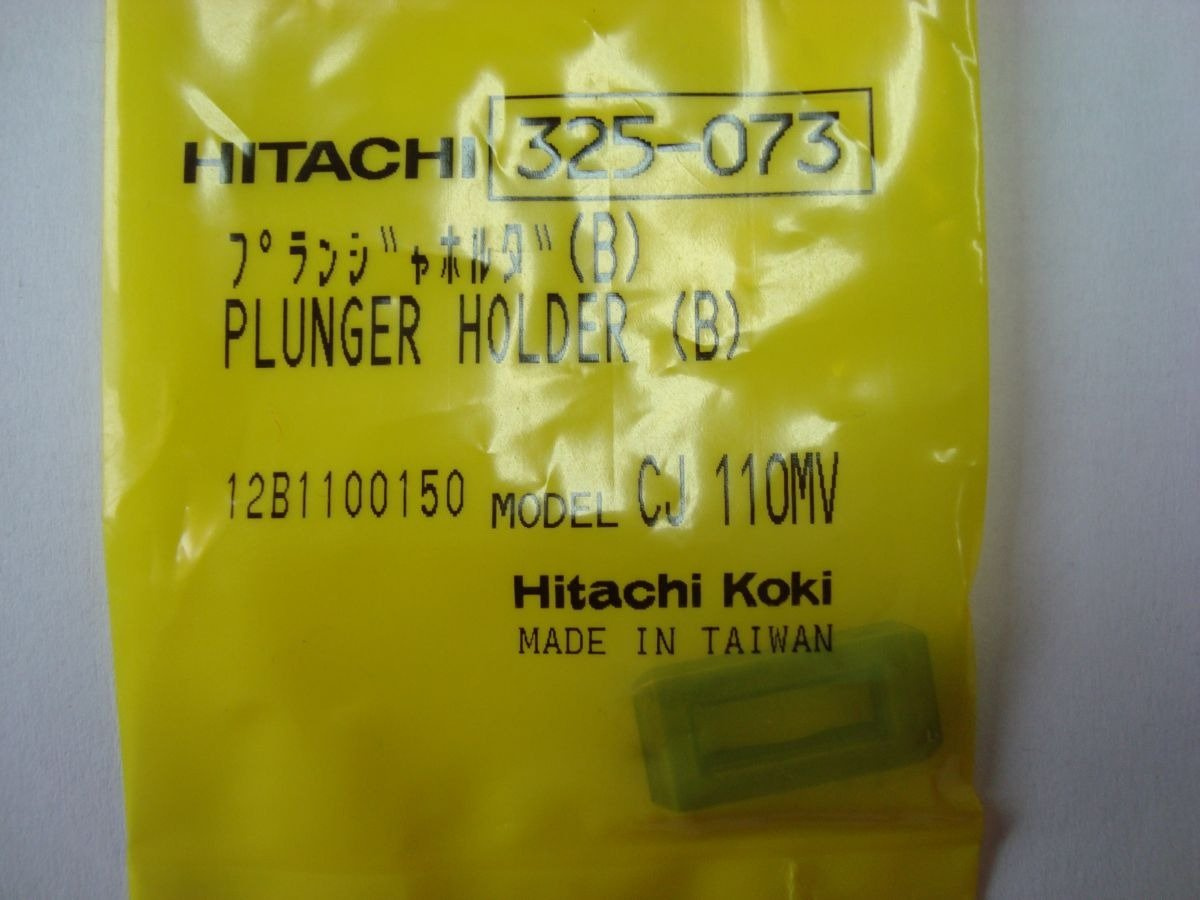 HITACHI 325-073
プランジャホルダ(B)
PLUNGER HOLDER (B)
12B1100150 MODEL CJ 110MV
Hitachi Koki
MADE IN TAIWAN